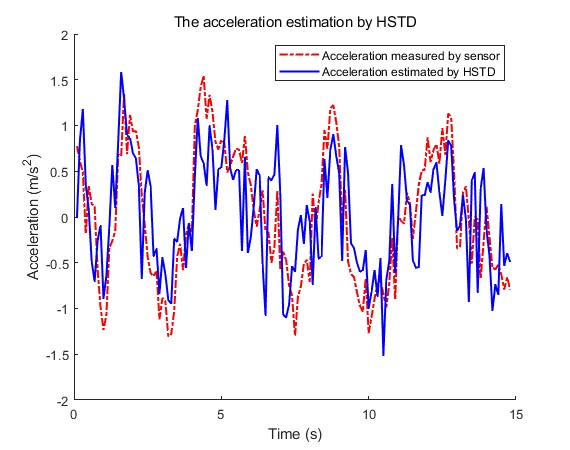 The acceleration estimation by HSTD
Acceleration measured by sensor
Acceleration estimated by HSTD
2
1.5
1
0.5
0
-0.5
-1
-1.5
-2
Acceleration (m/s²)
0
5
10
15
Time (s)